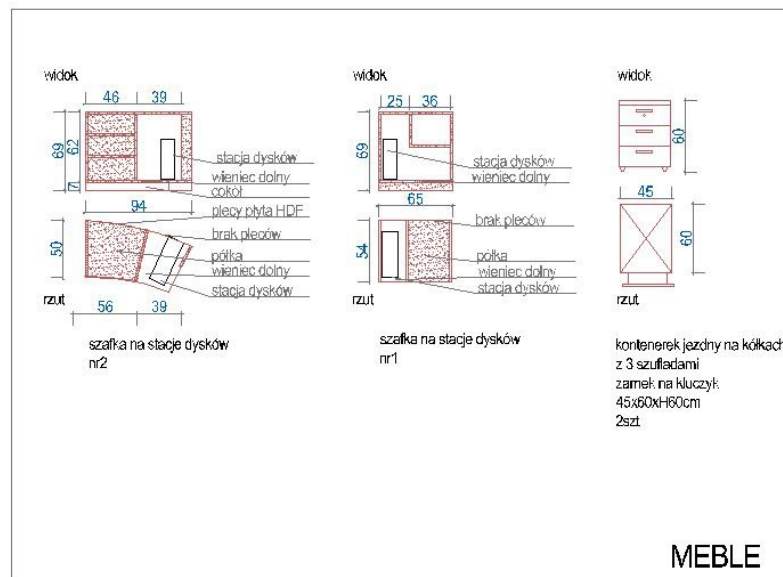 widok
46 39
69 62 7
stacja dysków
wieniec dolny
cokół
94
plecy płyta HDF
brak pleców
półka
wieniec dolny
stacja dysków
50
rzut
56 39
szafka na stacje dysków
nr2
widok
25 36
69
stacja dysków
wieniec dolny
65
brak pleców
półka
wieniec dolny
stacja dysków
54
rzut
szafka na stacje dysków
nr1
widok
60
45
60
rzut
kontenerek jezdny na kółkach
z 3 szufladami
zamek na kluczyk
45x60xH60cm
2szt
MEBLE